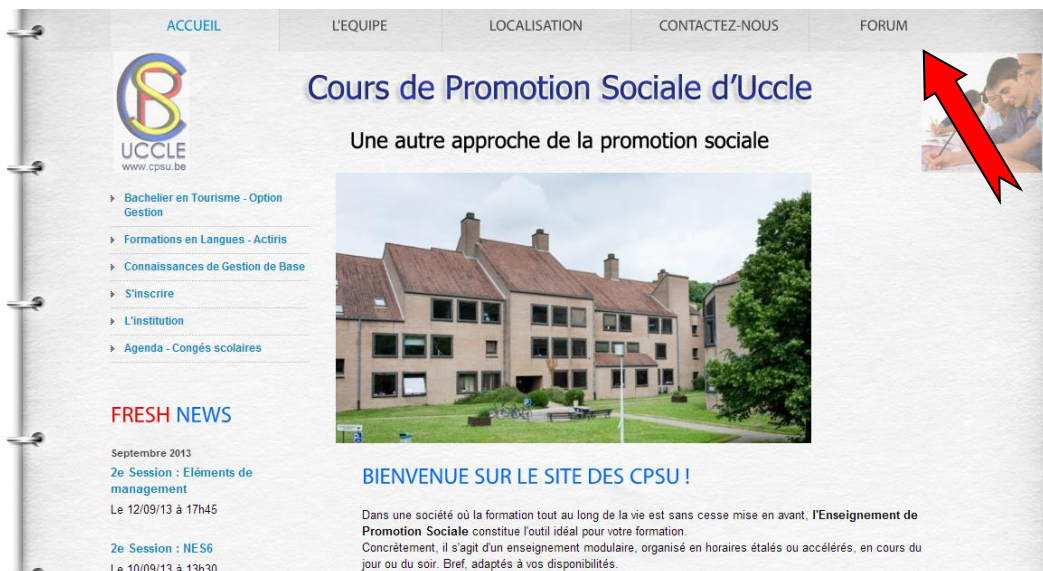 ACCUEIL
L'EQUIPE
LOCALISATION
CONTACTEZ-NOUS
FORUM
UCCLE
www.cpsu.be
Cours de Promotion Sociale d'Uccle
Une autre approche de la promotion sociale
Bachelier en Tourisme - Option
Gestion
Formations en Langues - Actiris
Connaissances de Gestion de Base
S'inscrire
L'institution
Agenda - Congés scolaires
FRESH NEWS
Septembre 2013
2e Session : Eléments de
management
Le 12/09/13 à 17h45
2e Session : NES6
Le 10/09/13 à 13h30
BIENVENUE SUR LE SITE DES CPSU !
Dans une société où la formation tout au long de la vie est sans cesse mise en avant, l'Enseignement de
Promotion Sociale constitue l'outil idéal pour votre formation.
Concrètement, il s'agit d'un enseignement modulaire, organisé en horaires étalés ou accélérés, en cours du
jour ou du soir. Bref, adaptés à vos disponibilités.